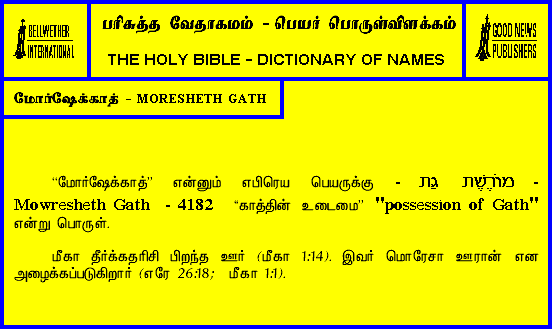 BELLWETHER
INTERNATIONAL
பரிசுத்த வேதாகமம் - பெயர் பொருள்விளக்கம்
THE HOLY BIBLE - DICTIONARY OF NAMES
GOOD NEWS
PUBLISHERS
மோர்ஷேக்காத் - MORESHETH GATH
“மோர்ஷேக்காத்” என்னும் எபிரெய பெயருக்கு - מוֹרֶשֶׁת גַּת -
Mowresheth Gath - 4182 “காத்தின் உடைமை” "possession of Gath"
என்று பொருள்.
மீகா தீர்க்கதரிசி பிறந்த ஊர் (மீகா 1:14). இவர் மொரேசா ஊரான் என
அழைக்கப்படுகிறார் (எரே 26:18; மீகா 1:1).